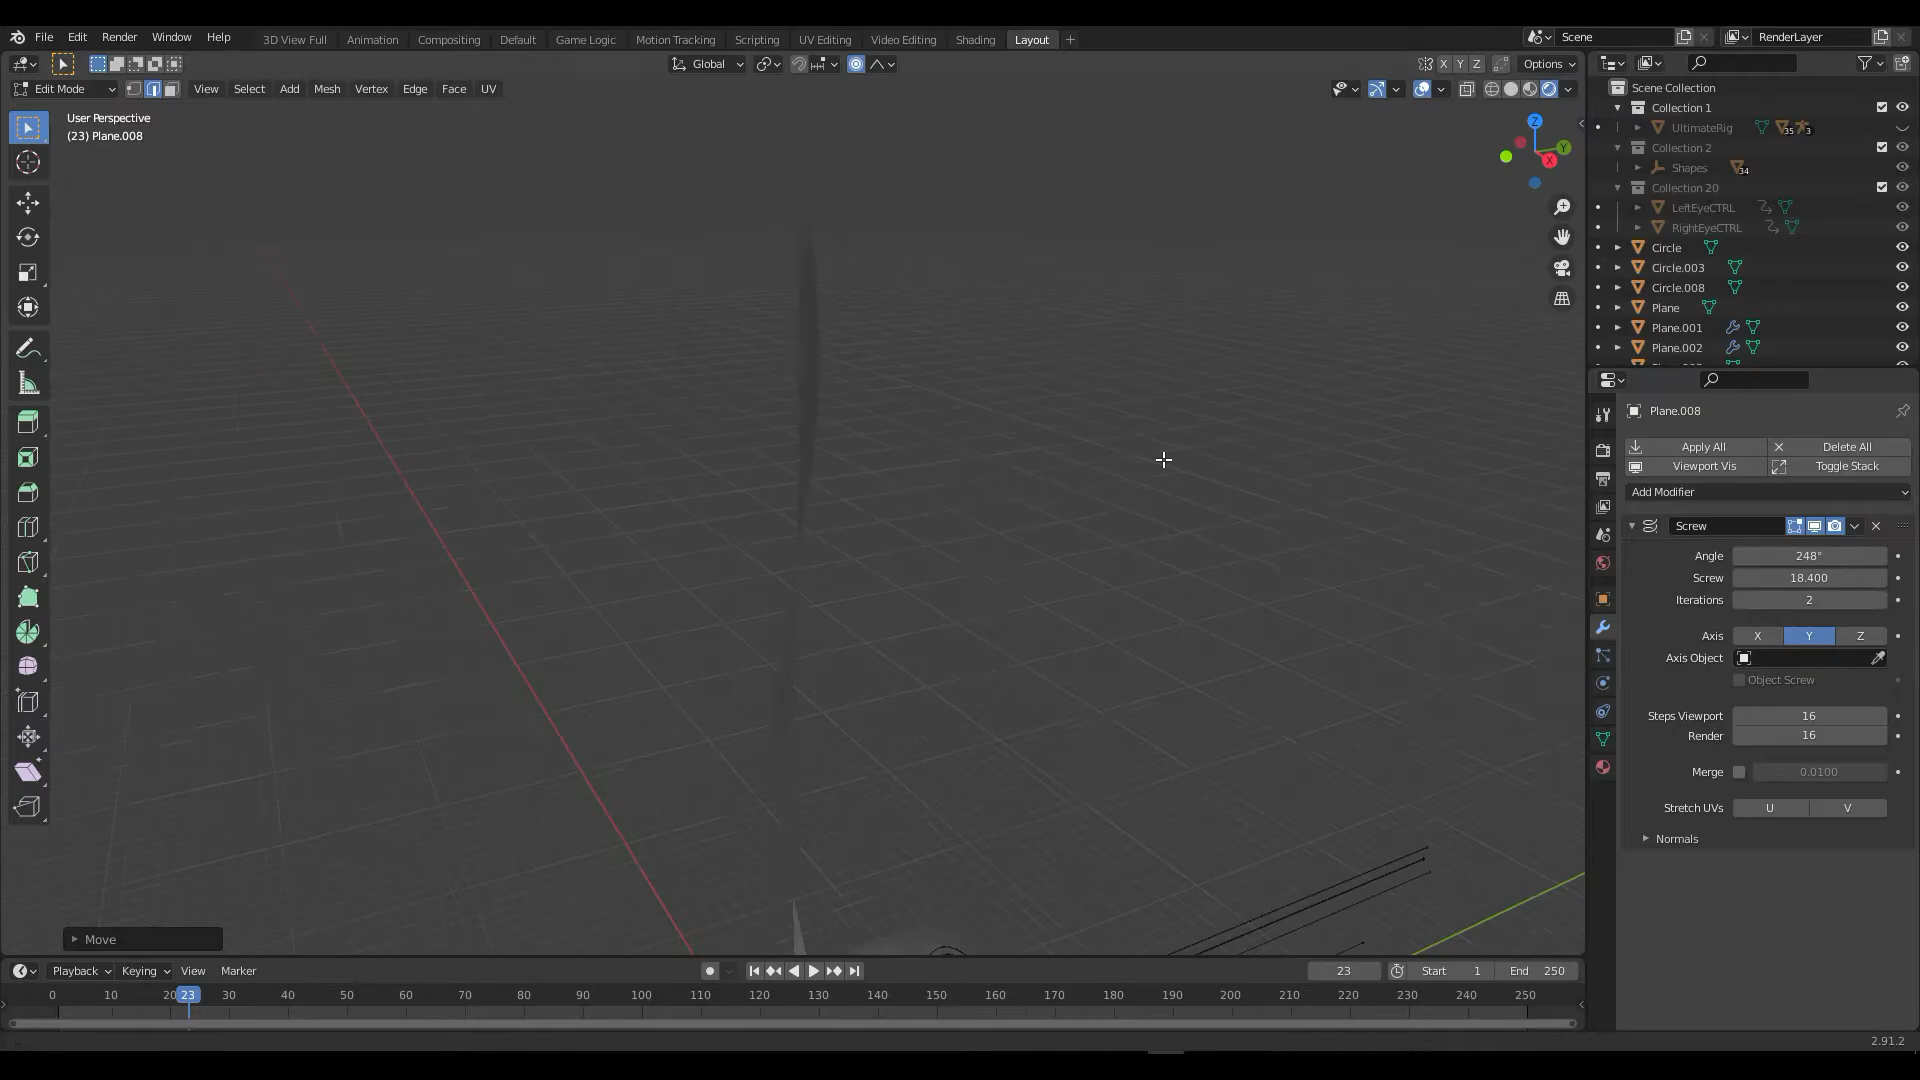 File Edit Render Window Help
3D View Full Animation Compositing Default Game Logic Motion Tracking Scripting UV Editing Video Editing Shading Layout +
Scene
RenderLayer
Global
X Y Z
Options
Edit Mode
View Select Add Mesh Vertex Edge Face UV
User Perspective
(23) Plane.008
Z
Y
X
Scene Collection
Collection 1
UltimateRig 35 3
Collection 2
Shapes 34
Collection 20
LeftEyeCTRL
RightEyeCTRL
Circle
Circle.003
Circle.008
Plane
Plane.001
Plane.002
Plane.008
Apply All Delete All
Viewport Vis Toggle Stack
Add Modifier
Screw
Angle 248°
Screw 18.400
Iterations 2
Axis X Y Z
Axis Object
Object Screw
Steps Viewport 16
Render 16
Merge 0.0100
Stretch UVs U V
Normals
Move
Playback Keying View Marker
23
Start 1
End 250
0 10 20 23 30 40 50 60 70 80 90 100 110 120 130 140 150 160 170 180 190 200 210 220 230 240 250
2.91.2